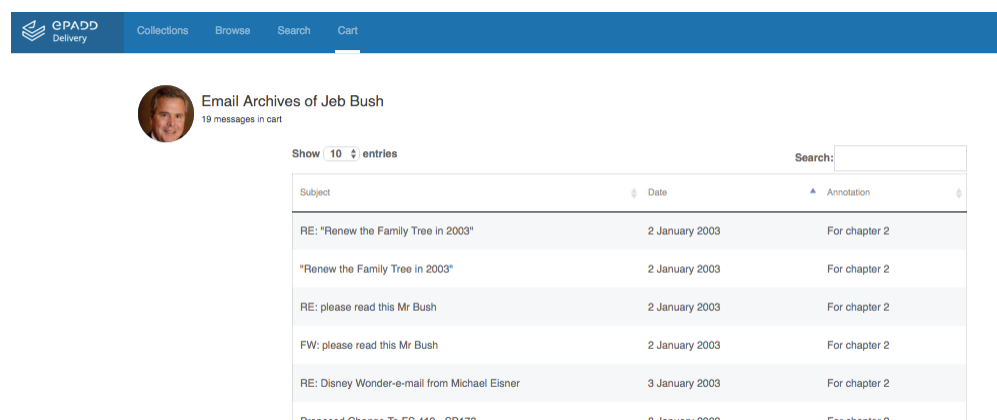 ePADD
Delivery
Collections Browse Search Cart
Email Archives of Jeb Bush
19 messages in cart
Show 10 entries
Search:
Subject Date Annotation
RE: "Renew the Family Tree in 2003" 2 January 2003 For chapter 2
"Renew the Family Tree in 2003" 2 January 2003 For chapter 2
RE: please read this Mr Bush 2 January 2003 For chapter 2
FW: please read this Mr Bush 2 January 2003 For chapter 2
RE: Disney Wonder-e-mail from Michael Eisner 3 January 2003 For chapter 2